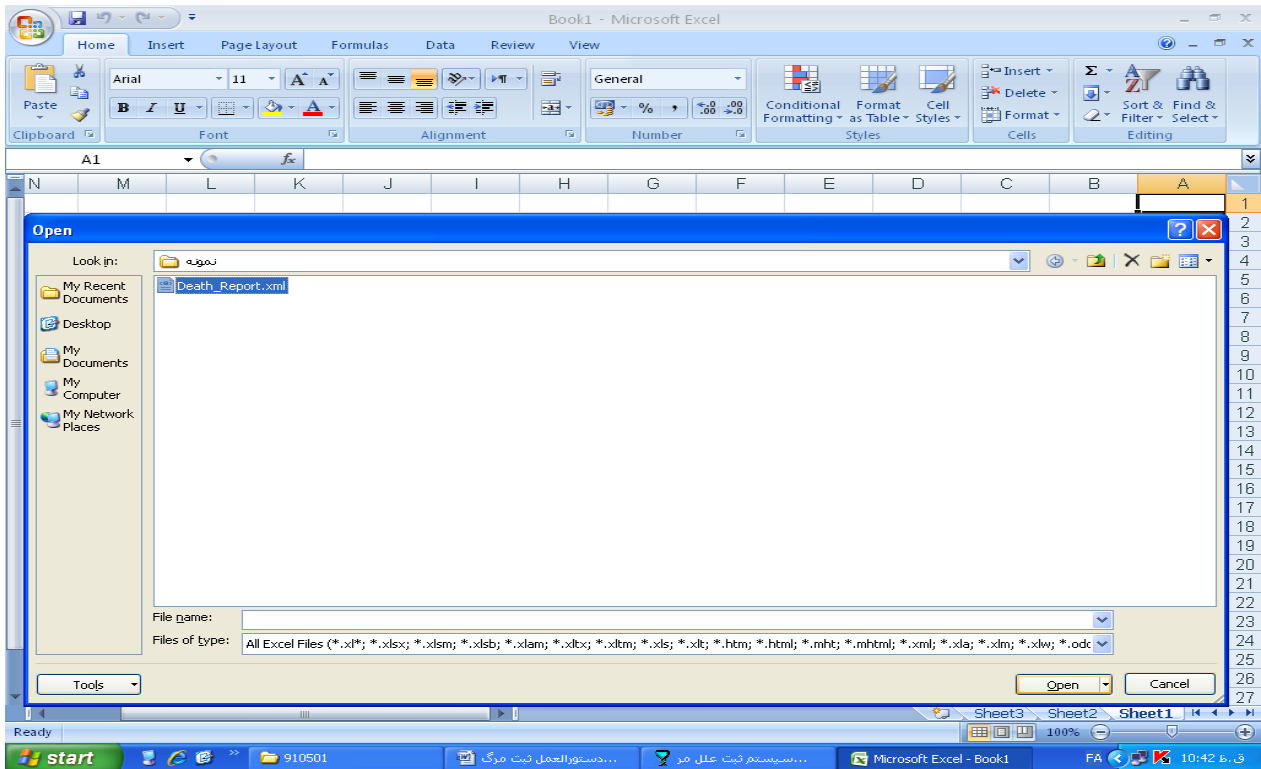 Book1 - Microsoft Excel
Home Insert Page Layout Formulas Data Review View
Paste
Arial 11
General
B I U
% ,
Conditional Formatting
Format as Table
Cell Styles
Insert
Delete
Format
Σ
Sort & Filter
Find & Select
Clipboard Font Alignment Number Styles Cells Editing
A1 fx
N M L K J I H G F E D C B A
1
2
3
4
5
6
7
8
9
10
11
12
13
14
15
16
17
18
19
20
21
22
23
24
25
26
27
Open
Look in: نمونه
My Recent Documents
Desktop
My Documents
My Computer
My Network Places
Death_Report.xml
File name:
Files of type: All Excel Files (*.xl*; *.xlsx; *.xlsm; *.xlsb; *.xlam; *.xltx; *.xltm; *.xls; *.xlt; *.htm; *.html; *.mht; *.mhtml; *.xml; *.xla; *.xlm; *.xlw; *.odc
Tools Open Cancel
Sheet3 Sheet2 Sheet1
Ready 100%
start 910501 دستورالعمل ثبت مرگ... سیستم ثبت علل مر... Microsoft Excel - Book1 FA 10:42 ق.ظ